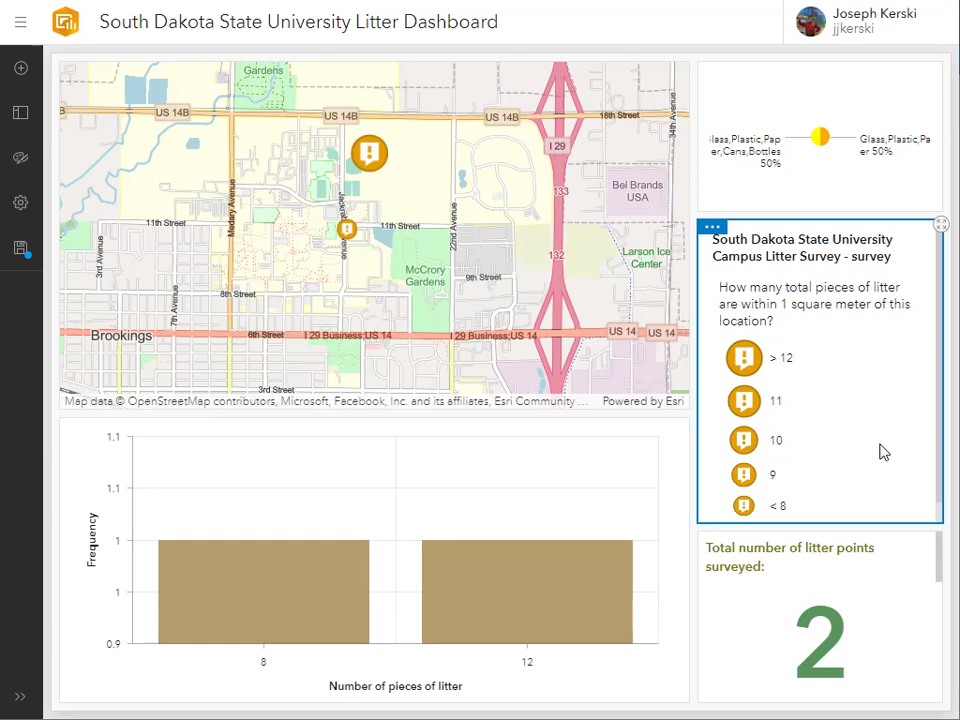 South Dakota State University Litter Dashboard
Joseph Kerski
jjkerski
Gardens
US 14B
US 14B
US 14B
18th Street
34th Avenue
I 29
133
Bel Brands
USA
Medary Avenue
11th Street
11th Street
22nd Avenue
3rd Avenue
132
Larson Ice
Center
McCrory
Gardens
9th Street
8th Street
7th Avenue
Brookings
6th Street
I 29 Business;US 14
I 29 Business;US 14
US 14
US 14
3rd Street
Map data © OpenStreetMap contributors, Microsoft, Facebook, Inc. and its affiliates, Esri Community ...
Powered by Esri
Glass,Plastic,Pap
er,Cans,Bottles
50%
Glass,Plastic,Pa
er 50%
South Dakota State University
Campus Litter Survey - survey
How many total pieces of litter
are within 1 square meter of this
location?
> 12
11
10
9
< 8
1.1
1.1
1
1
0.9
Frequency
8
12
Number of pieces of litter
Total number of litter points
surveyed:
2